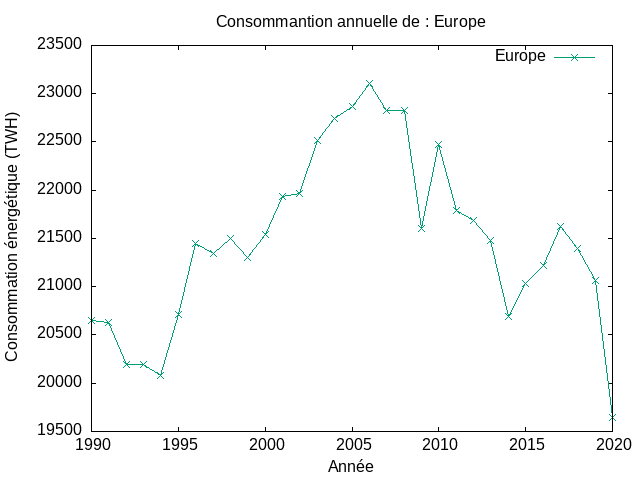 Consommantion annuelle de : Europe
Europe
Consommation énergétique (TWH)
23500
23000
22500
22000
21500
21000
20500
20000
19500
1990 1995 2000 2005 2010 2015 2020
Année